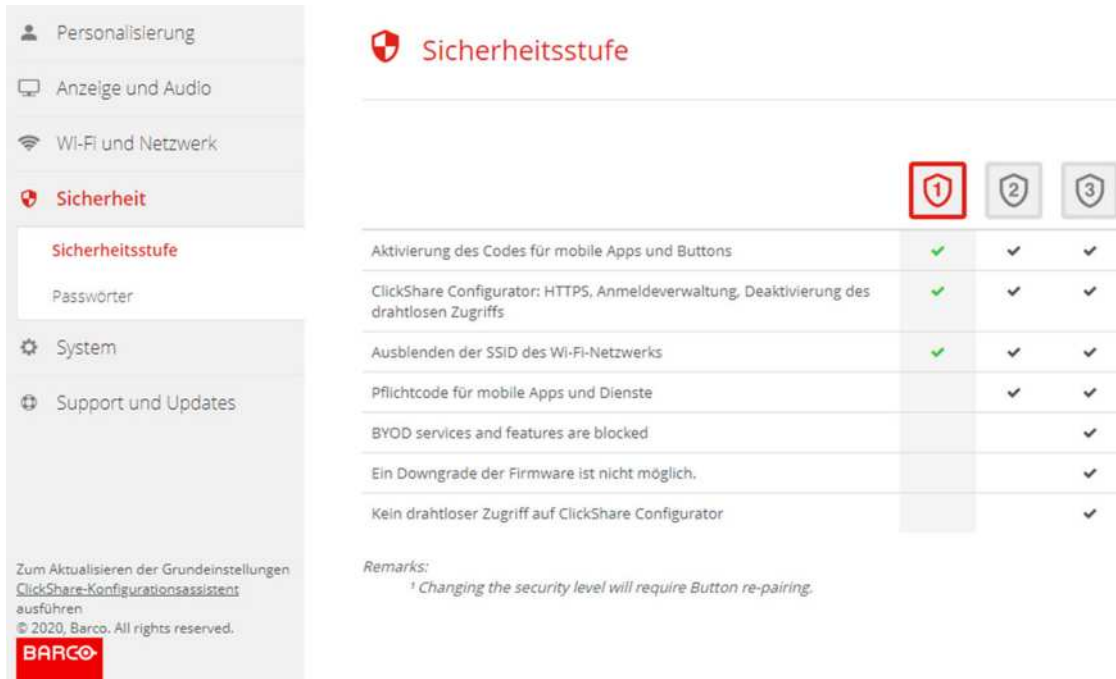 Personalisierung
Anzeige und Audio
Wi-Fi und Netzwerk
Sicherheit
Sicherheitsstufe
Passwörter
System
Support und Updates
Zum Aktualisieren der Grundeinstellungen
ClickShare-Konfigurationsassistent
ausführen
© 2020, Barco. All rights reserved.
BARCO
Sicherheitsstufe
1 2 3
Aktivierung des Codes für mobile Apps und Buttons
ClickShare Configurator: HTTPS, Anmeldeverwaltung, Deaktivierung des
drahtlosen Zugriffs
Ausblenden der SSID des Wi-Fi-Netzwerks
Pflichtcode für mobile Apps und Dienste
BYOD services and features are blocked
Ein Downgrade der Firmware ist nicht möglich.
Kein drahtloser Zugriff auf ClickShare Configurator
Remarks:
¹ Changing the security level will require Button re-pairing.